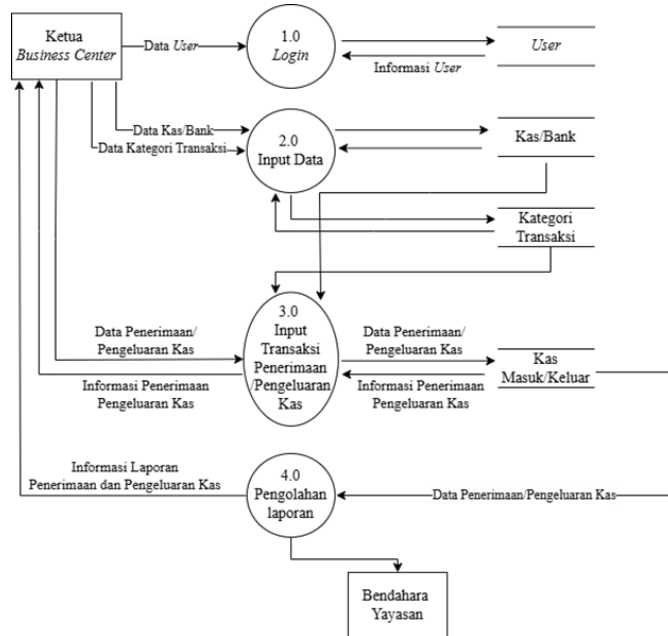 Ketua
Business Center
Data User
1.0
Login
Informasi User
User
Data Kas/Bank
Data Kategori Transaksi
2.0
Input Data
Kas/Bank
Kategori
Transaksi
Data Penerimaan/
Pengeluaran Kas
Informasi Penerimaan
Pengeluaran Kas
3.0
Input
Transaksi
Penerimaan
/Pengeluaran
Kas
Data Penerimaan/
Pengeluaran Kas
Informasi Penerimaan
Pengeluaran Kas
Kas
Masuk/Keluar
Informasi Laporan
Penerimaan dan Pengeluaran Kas
4.0
Pengolahan
laporan
Data Penerimaan/Pengeluaran Kas
Bendahara
Yayasan